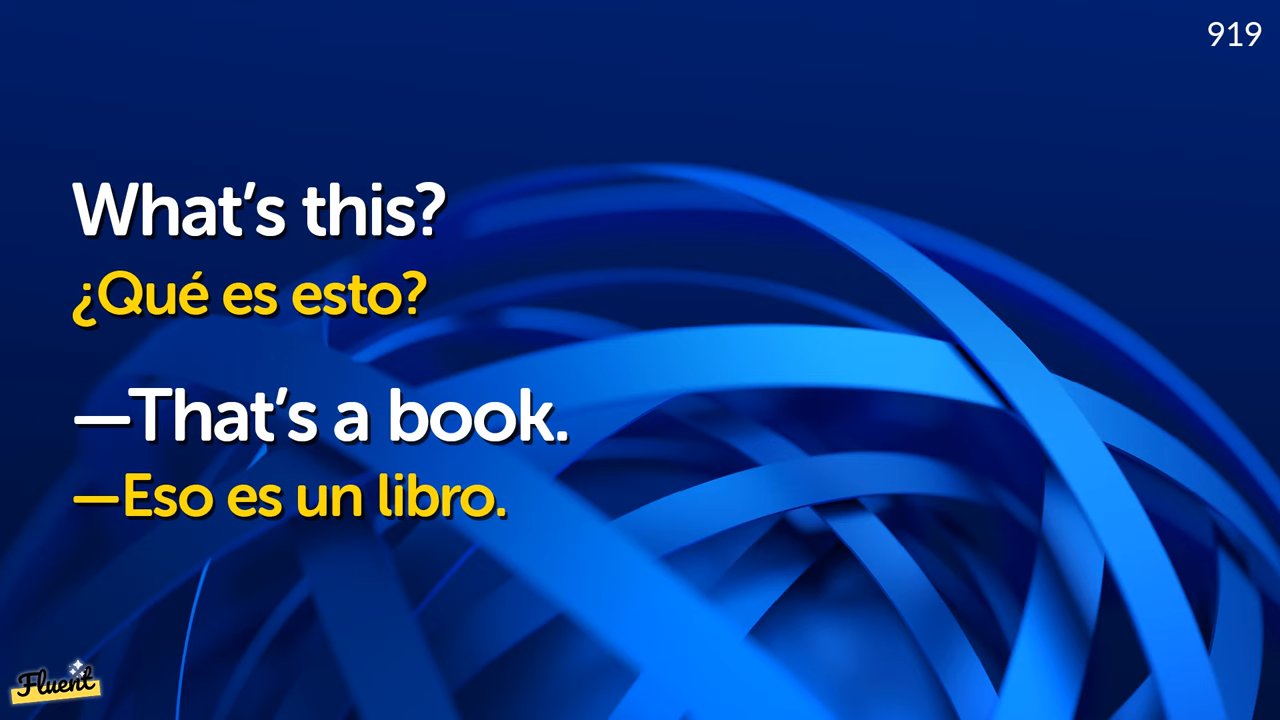 919
What's this?
¿Qué es esto?
—That's a book.
—Eso es un libro.
Fluent